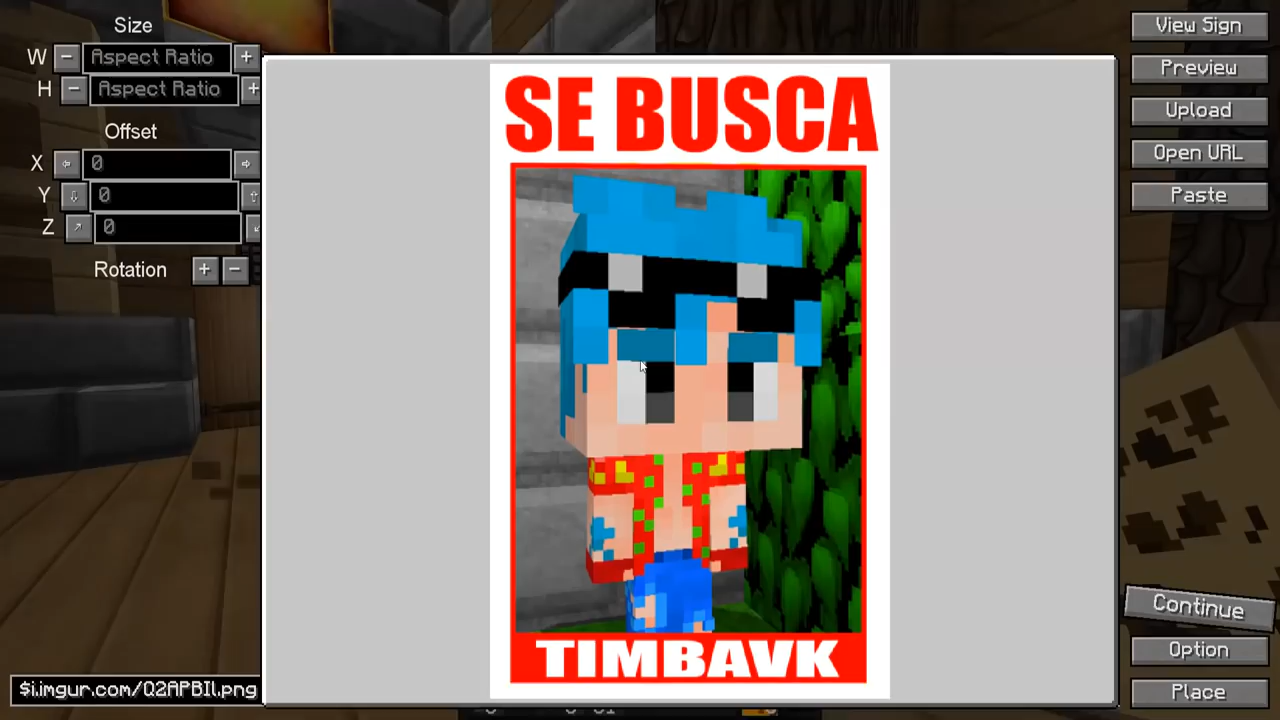 Size
W - Aspect Ratio +
H - Aspect Ratio +
Offset
X 0
Y 0
Z 0
Rotation + -
$i.imgur.com/Q2APBIl.png
SE BUSCA
TIMBAVK
View Sign
Preview
Upload
Open URL
Paste
Continue
Option
Place